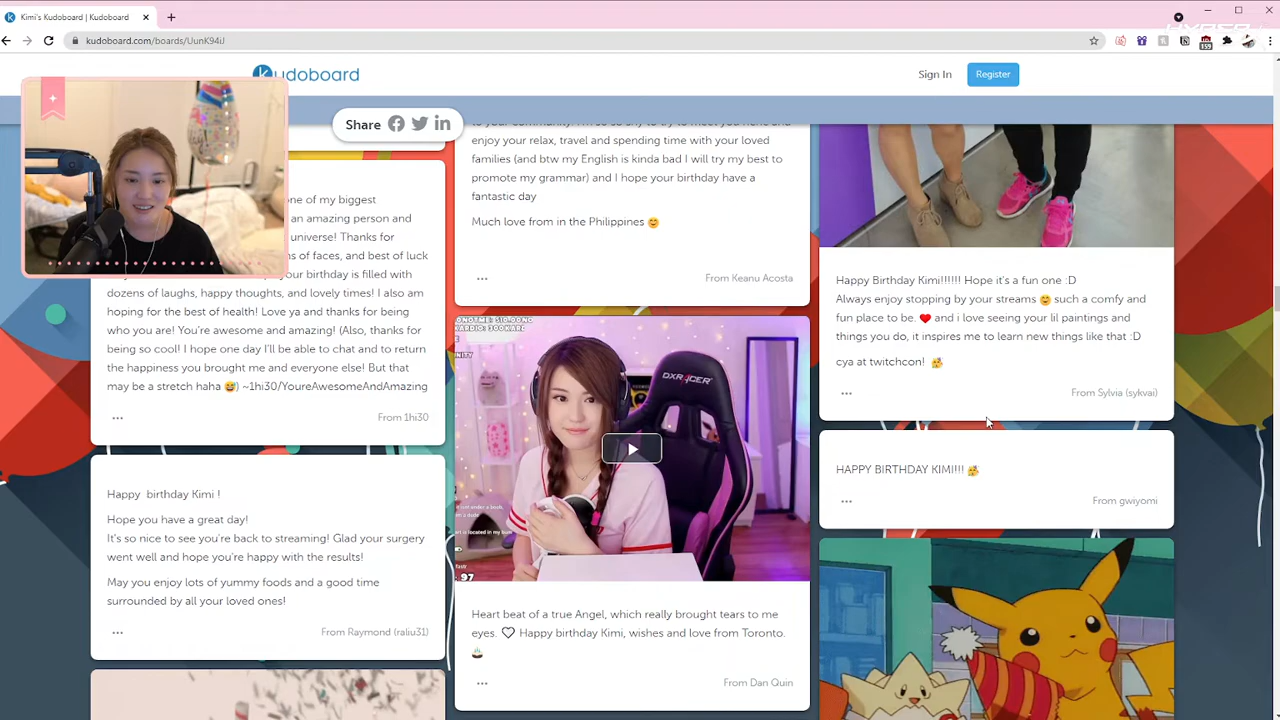 Kimi's Kudoboard | Kudoboard
kudoboard.com/boards/UunK94iJ
159
kudoboard
Sign In
Register
Share
one of my biggest
an amazing person and
universe! Thanks for
of faces, and best of luck
your birthday is filled with
dozens of laughs, happy thoughts, and lovely times! I also am
hoping for the best of health! Love ya and thanks for being
who you are! You're awesome and amazing! (Also, thanks for
being so cool! I hope one day I'll be able to chat and to return
the happiness you brought me and everyone else! But that
may be a stretch haha 😅) ~1hi30/YoureAwesomeAndAmazing
From 1hi30
Happy birthday Kimi !
Hope you have a great day!
It's so nice to see you're back to streaming! Glad your surgery
went well and hope you're happy with the results!
May you enjoy lots of yummy foods and a good time
surrounded by all your loved ones!
From Raymond (raliu31)
enjoy your relax, travel and spending time with your loved
families (and btw my English is kinda bad I will try my best to
promote my grammar) and I hope your birthday have a
fantastic day
Much love from in the Philippines 😊
From Keanu Acosta
DXRACER
97
Heart beat of a true Angel, which really brought tears to me
eyes. ♡ Happy birthday Kimi, wishes and love from Toronto.
🍵
From Dan Quin
Happy Birthday Kimi!!!!!! Hope it's a fun one :D
Always enjoy stopping by your streams 😊 such a comfy and
fun place to be. ❤ and i love seeing your lil paintings and
things you do, it inspires me to learn new things like that :D
cya at twitchcon! 🥳
From Sylvia (sykvai)
HAPPY BIRTHDAY KIMI!!! 🥳
From gwiyomi